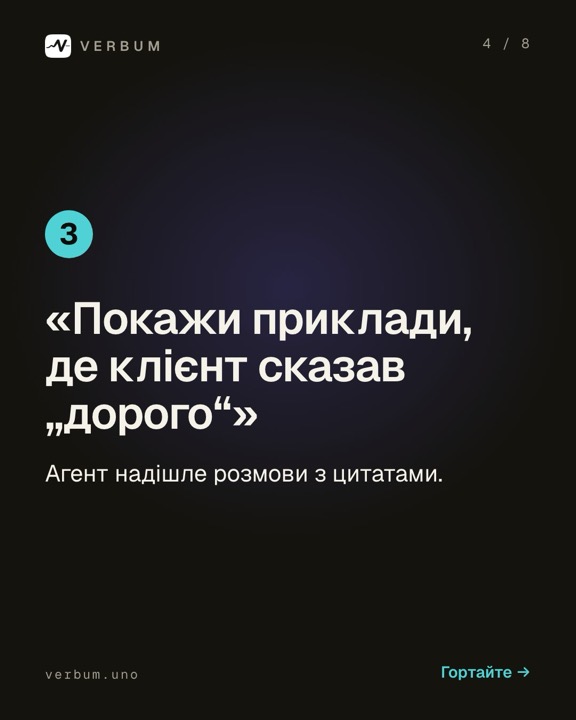 VERBUM
4 / 8
3
«Покажи приклади,
де клієнт сказав
„дорого“»
Агент надішле розмови з цитатами.
verbum.uno
Гортайте →